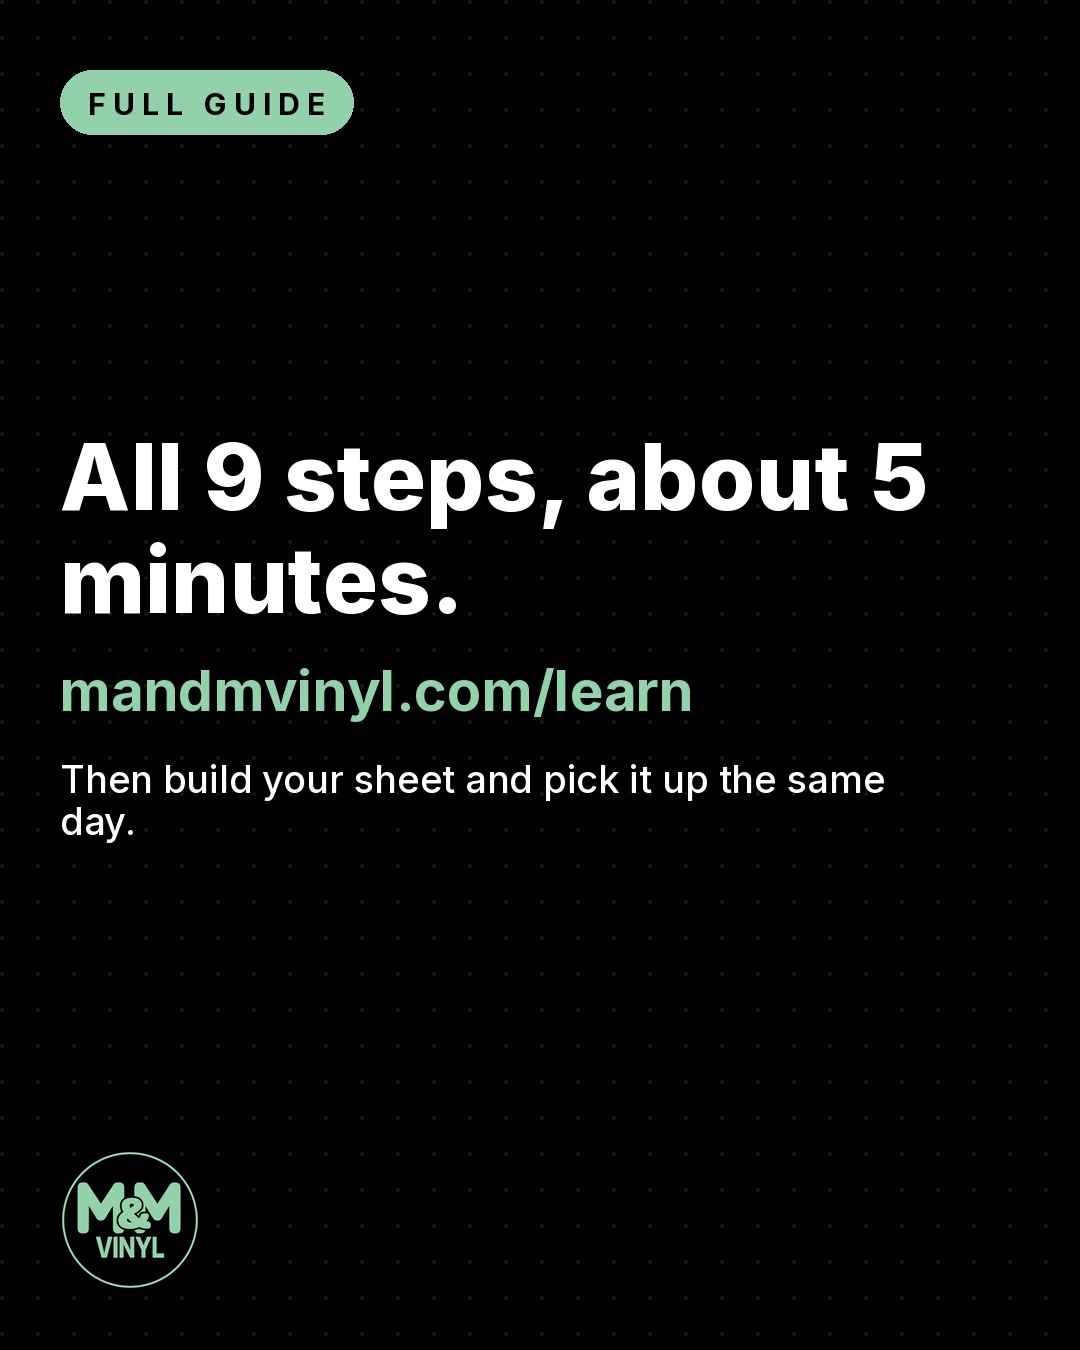 FULL GUIDE
All 9 steps, about 5
minutes.
mandmvinyl.com/learn
Then build your sheet and pick it up the same
day.
M&M
VINYL